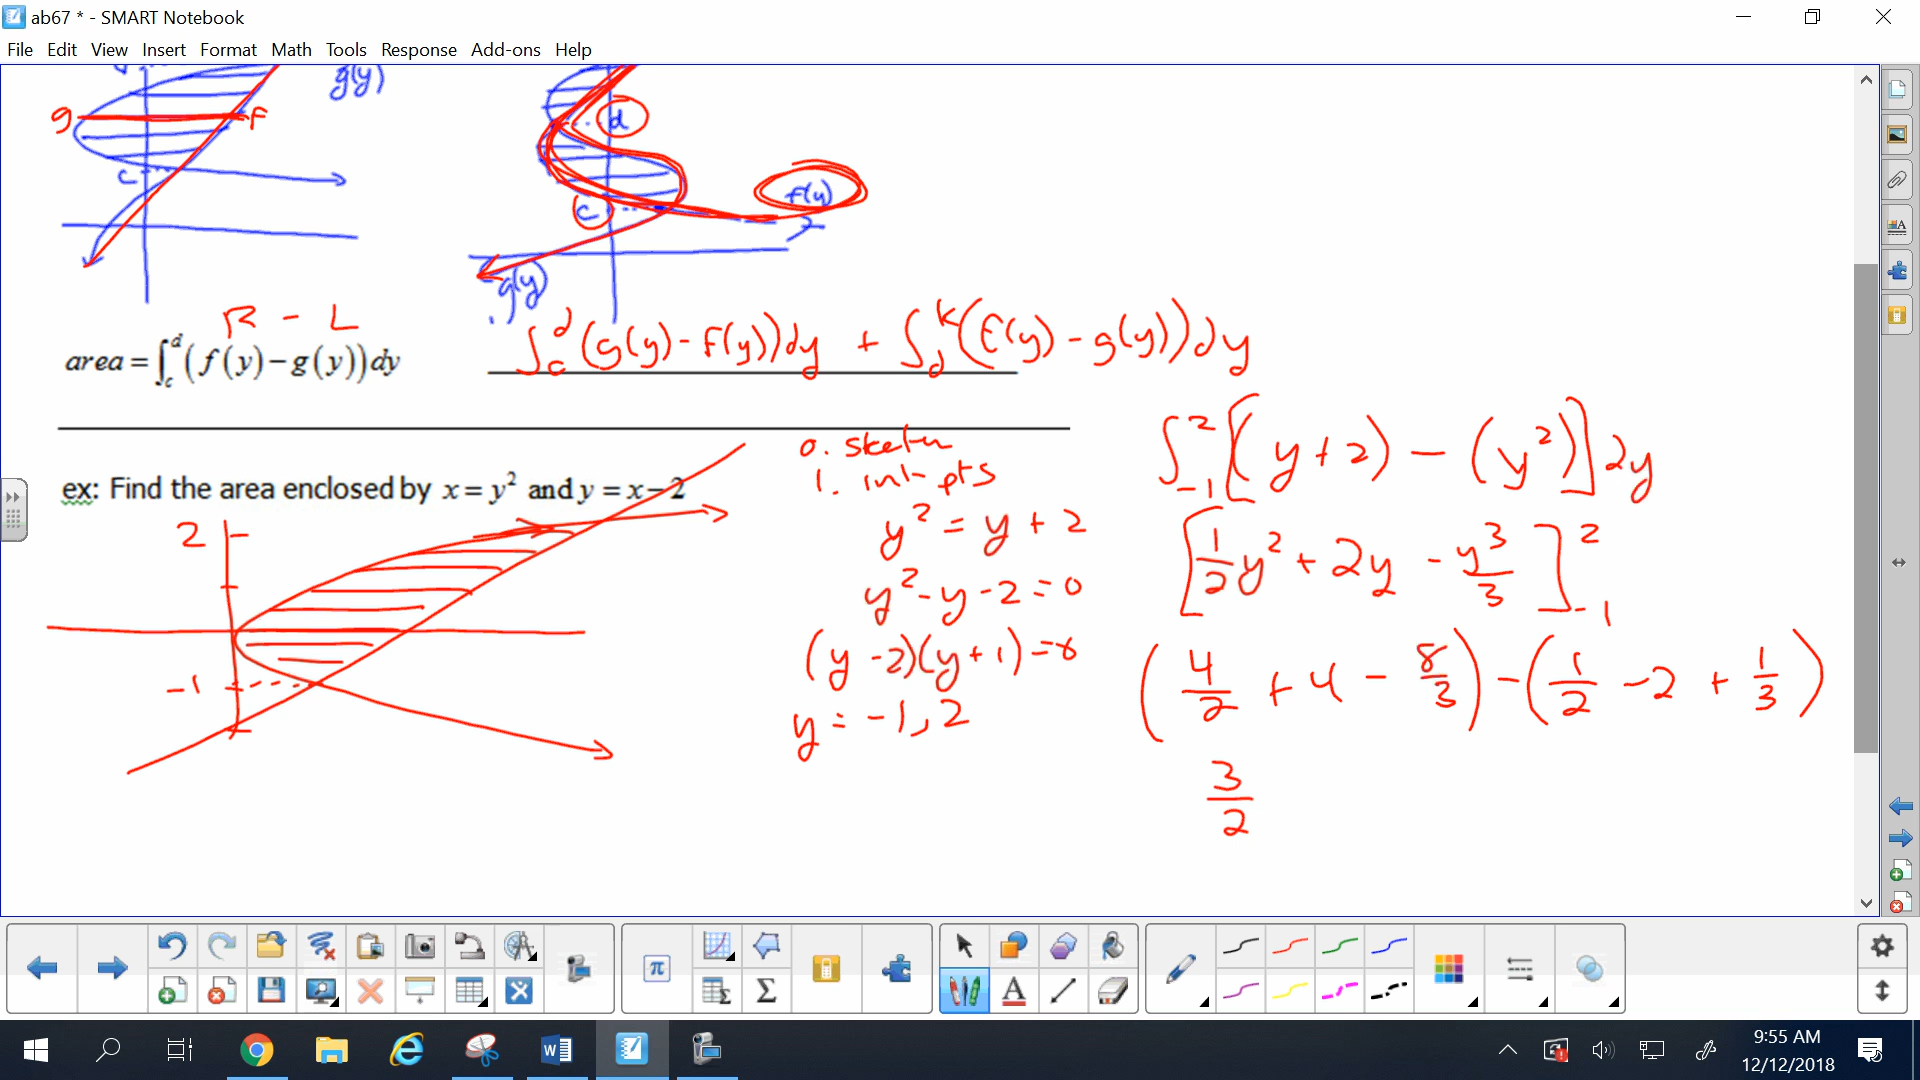 ab67 * - SMART Notebook
File Edit View Insert Format Math Tools Response Add-ons Help
g(y)
g
f
c
d
c
f(y)
g(y)
R - L
area = ∫_c^d (f(y) - g(y))dy
∫_c^d (g(y) - f(y))dy + ∫_d^k (f(y) - g(y))dy
ex: Find the area enclosed by x = y² and y = x - 2
2
-1
0. sketch
1. int pts
y² = y + 2
y² - y - 2 = 0
(y - 2)(y + 1) = 0
y = -1, 2
∫_-1^2 [(y + 2) - (y²)] dy
[1/2 y² + 2y - y³/3]_-1^2
(4/2 + 4 - 8/3) - (1/2 - 2 + 1/3)
3/2
9:55 AM
12/12/2018